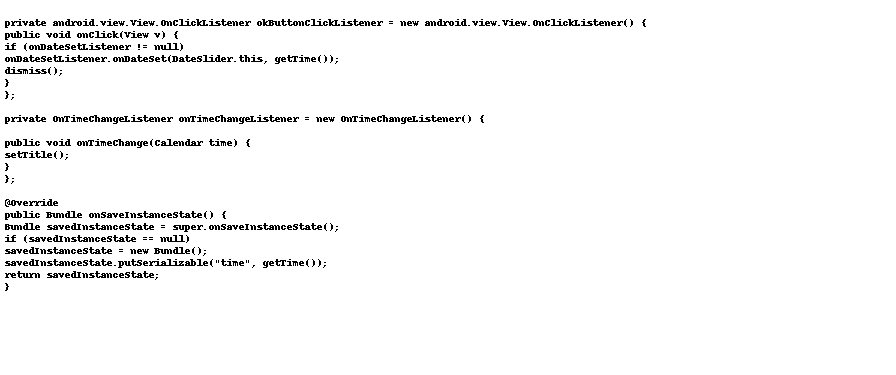 private android.view.View.OnClickListener okButtonClickListener = new android.view.View.OnClickListener() {
public void onClick(View v) {
if (onDateSetListener != null)
onDateSetListener.onDateSet(DateSlider.this, getTime());
dismiss();
}
};

private OnTimeChangeListener onTimeChangeListener = new OnTimeChangeListener() {

public void onTimeChange(Calendar time) {
setTitle();
}
};

@Override
public Bundle onSaveInstanceState() {
Bundle savedInstanceState = super.onSaveInstanceState();
if (savedInstanceState == null)
savedInstanceState = new Bundle();
savedInstanceState.putSerializable("time", getTime());
return savedInstanceState;
}